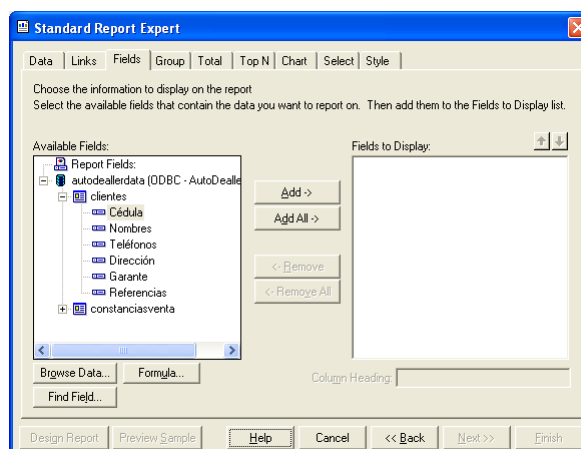 Standard Report Expert
Data Links Fields Group Total Top N Chart Select Style
Choose the information to display on the report
Select the available fields that contain the data you want to report on. Then add them to the Fields to Display list.
Available Fields:
Fields to Display:
Report Fields:
autodeallerdata (ODBC - AutoDealle
clientes
Cédula
Nombres
Teléfonos
Dirección
Garante
Referencias
constanciasventa
Add ->
Add All ->
<- Remove
<- Remove All
Browse Data... Formula...
Find Field...
Column Heading:
Design Report Preview Sample Help Cancel << Back Next >> Finish